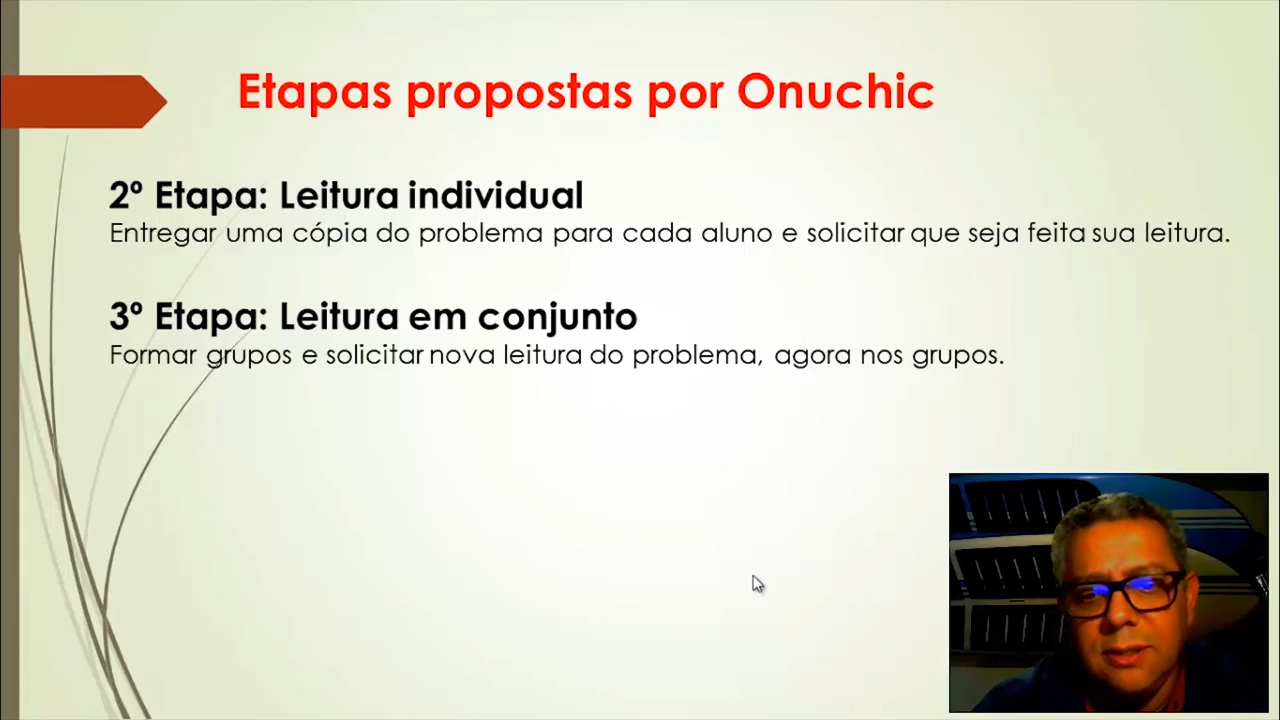 Etapas propostas por Onuchic
2º Etapa: Leitura individual
Entregar uma cópia do problema para cada aluno e solicitar que seja feita sua leitura.
3º Etapa: Leitura em conjunto
Formar grupos e solicitar nova leitura do problema, agora nos grupos.